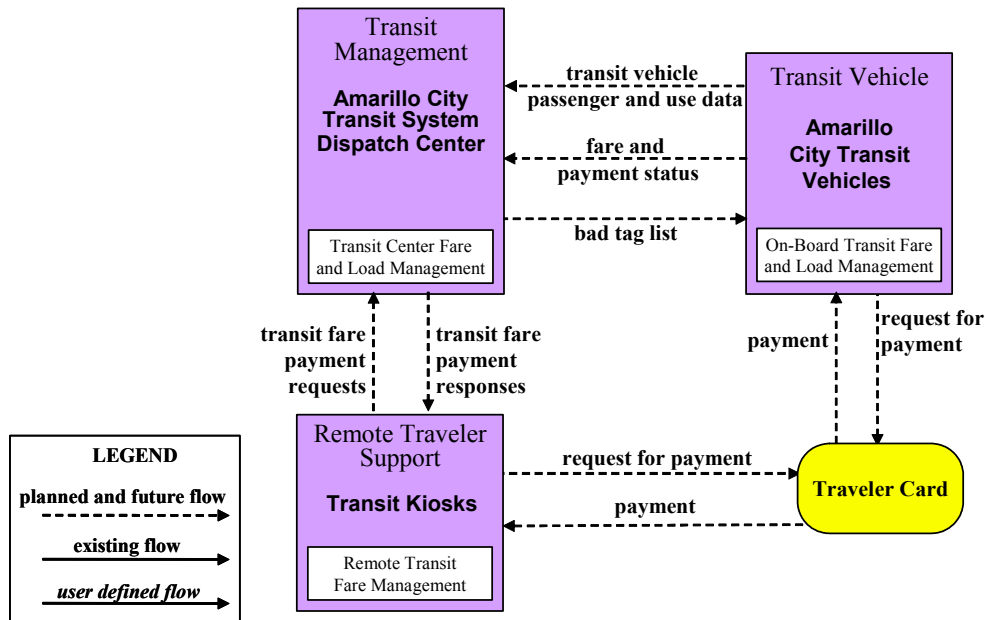 Transit
Management
Amarillo City
Transit System
Dispatch Center
Transit Center Fare
and Load Management
transit vehicle
passenger and use data
fare and
payment status
bad tag list
Transit Vehicle
Amarillo
City Transit
Vehicles
On-Board Transit Fare
and Load Management
transit fare
payment
requests
transit fare
payment
responses
payment
request for
payment
Remote Traveler
Support
Transit Kiosks
Remote Transit
Fare Management
request for payment
payment
Traveler Card
LEGEND
planned and future flow
existing flow
user defined flow